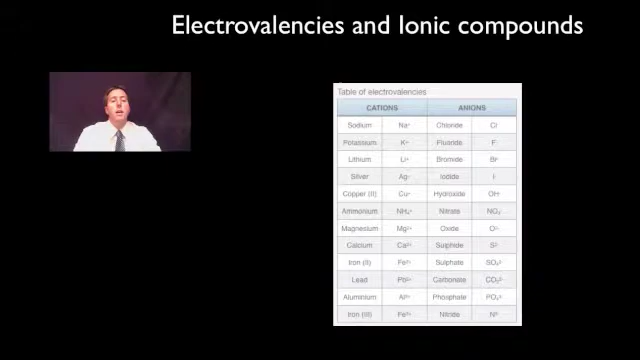 Electrovalencies and Ionic compounds
Table of electrovalencies
CATIONS ANIONS
Sodium Na⁺ Chloride Cl
Potassium K⁺ Fluoride F
Lithium Li⁺ Bromide Br
Silver Ag Iodide I
Copper (II) Cu Hydroxide OH
Ammonium NH₄⁺ Nitrate NO₃
Magnesium Mg²⁺ Oxide O²⁻
Calcium Ca²⁺ Sulphide S²⁻
Iron (II) Fe²⁺ Sulphate SO₄²⁻
Lead Pb²⁺ Carbonate CO₃²⁻
Aluminium Al³⁺ Phosphate PO₄³⁻
Iron (III) Fe³⁺ Nitride N³⁻